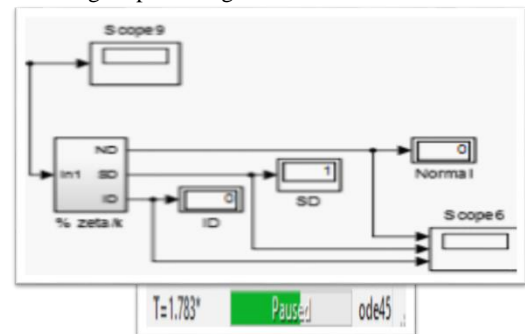 Scope9
ND
0
In1 SD
1
Normal
ID
0
SD
% zeta/k
ID
Scope6
T=1.783* Paused ode45